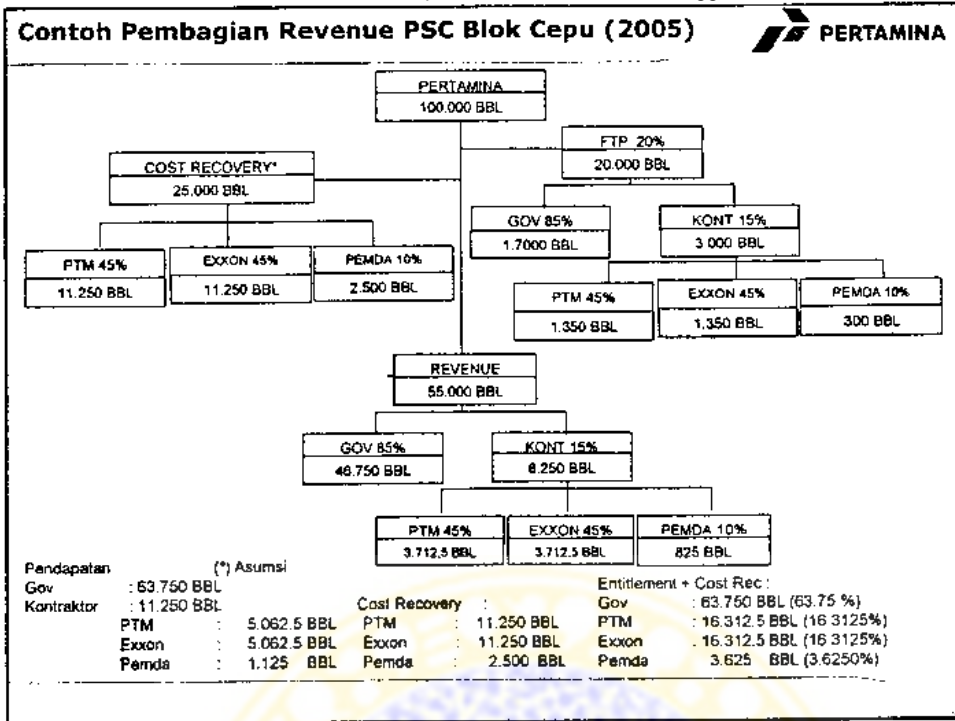 Contoh Pembagian Revenue PSC Blok Cepu (2005)
PERTAMINA
PERTAMINA
100.000 BBL
FTP 20%
20.000 BBL
COST RECOVERY*
25.000 BBL
GOV 85%
1.7000 BBL
KONT 15%
3.000 BBL
PTM 45%
11.250 BBL
EXXON 45%
11.250 BBL
PEMDA 10%
2.500 BBL
PTM 45%
1.350 BBL
EXXON 45%
1.350 BBL
PEMDA 10%
300 BBL
REVENUE
55.000 BBL
GOV 85%
46.750 BBL
KONT 15%
8.250 BBL
PTM 45%
3.712,5 BBL
EXXON 45%
3.712,5 BBL
PEMDA 10%
825 BBL
Pendapatan (*) Asumsi
Gov : 63.750 BBL
Kontraktor : 11.250 BBL
PTM : 5.062.5 BBL
Exxon : 5.062.5 BBL
Pemda : 1.125 BBL
Cost Recovery :
PTM : 11.250 BBL
Exxon : 11.250 BBL
Pemda : 2.500 BBL
Entitlement + Cost Rec :
Gov : 63.750 BBL (63.75 %)
PTM : 16.312.5 BBL (16.3125%)
Exxon : 16.312.5 BBL (16.3125%)
Pemda 3.625 BBL (3.6250%)